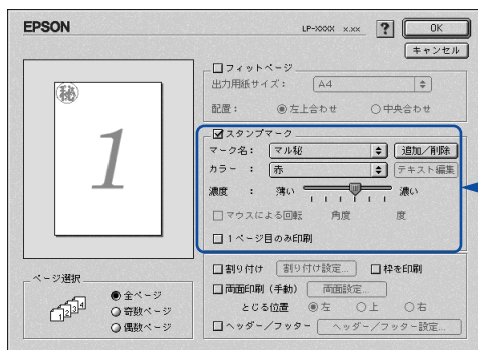 EPSON
LP-XXXX x.xx
?
OK
キャンセル
フィットページ
出力用紙サイズ： A4
配置： 左上合わせ 中央合わせ
秘
1
スタンプマーク
マーク名： マル秘 追加／削除
カラー ： 赤 テキスト編集
濃度 ： 薄い 濃い
マウスによる回転 角度 度
1ページ目のみ印刷
割り付け 割り付け設定... 枠を印刷
両面印刷（手動） 両面設定...
とじる位置 左 上 右
ヘッダー／フッター ヘッダー／フッター設定...
ページ選択
1 2 3 4
全ページ
奇数ページ
偶数ページ